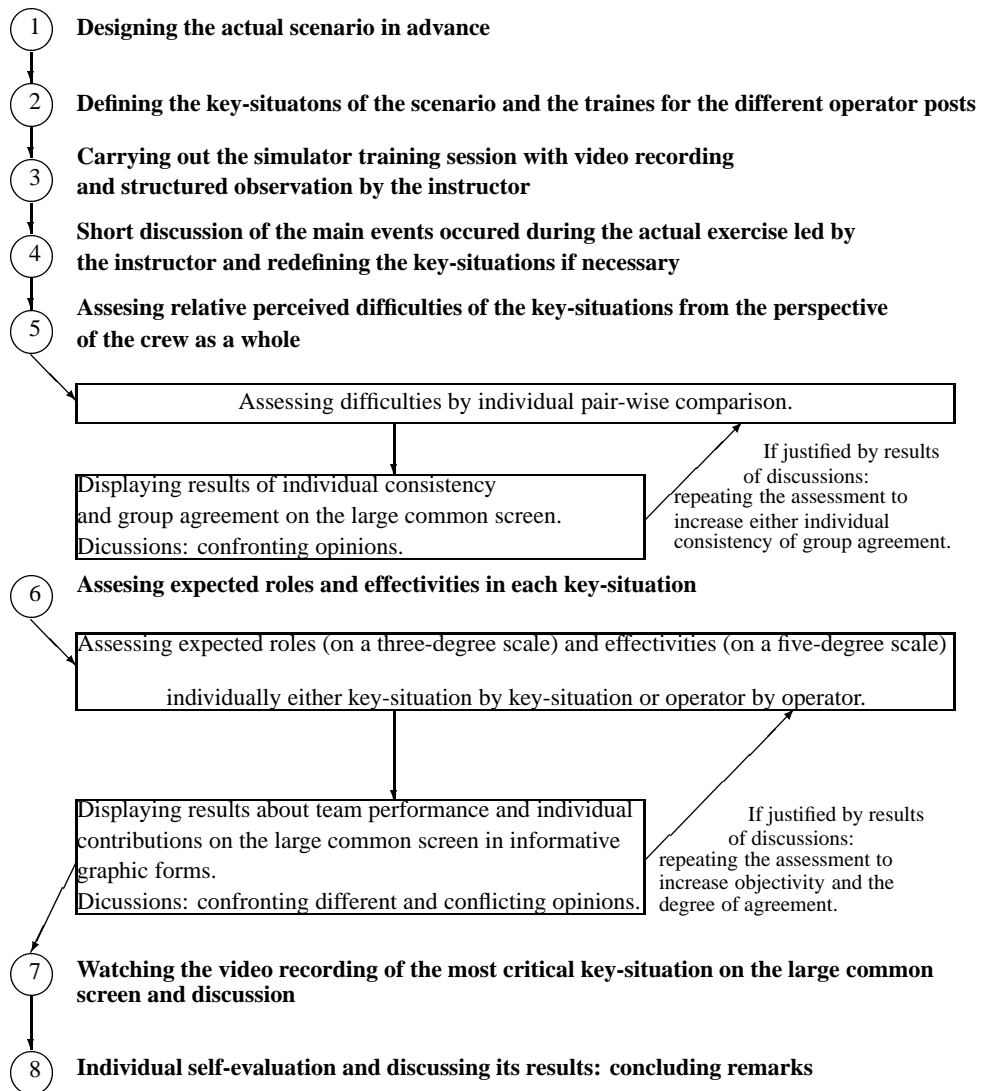 1 Designing the actual scenario in advance
2 Defining the key-situatons of the scenario and the traines for the different operator posts
3 Carrying out the simulator training session with video recording
and structured observation by the instructor
4 Short discussion of the main events occured during the actual exercise led by
the instructor and redefining the key-situations if necessary
5 Assesing relative perceived difficulties of the key-situations from the perspective
of the crew as a whole
Assessing difficulties by individual pair-wise comparison.
Displaying results of individual consistency
and group agreement on the large common screen.
Dicussions: confronting opinions.
If justified by results
of discussions:
repeating the assessment to
increase either individual
consistency of group agreement.
6 Assesing expected roles and effectivities in each key-situation
Assessing expected roles (on a three-degree scale) and effectivities (on a five-degree scale)
individually either key-situation by key-situation or operator by operator.
Displaying results about team performance and individual
contributions on the large common screen in informative
graphic forms.
Dicussions: confronting different and conflicting opinions.
If justified by results
of discussions:
repeating the assessment to
increase objectivity and the
degree of agreement.
7 Watching the video recording of the most critical key-situation on the large common
screen and discussion
8 Individual self-evaluation and discussing its results: concluding remarks